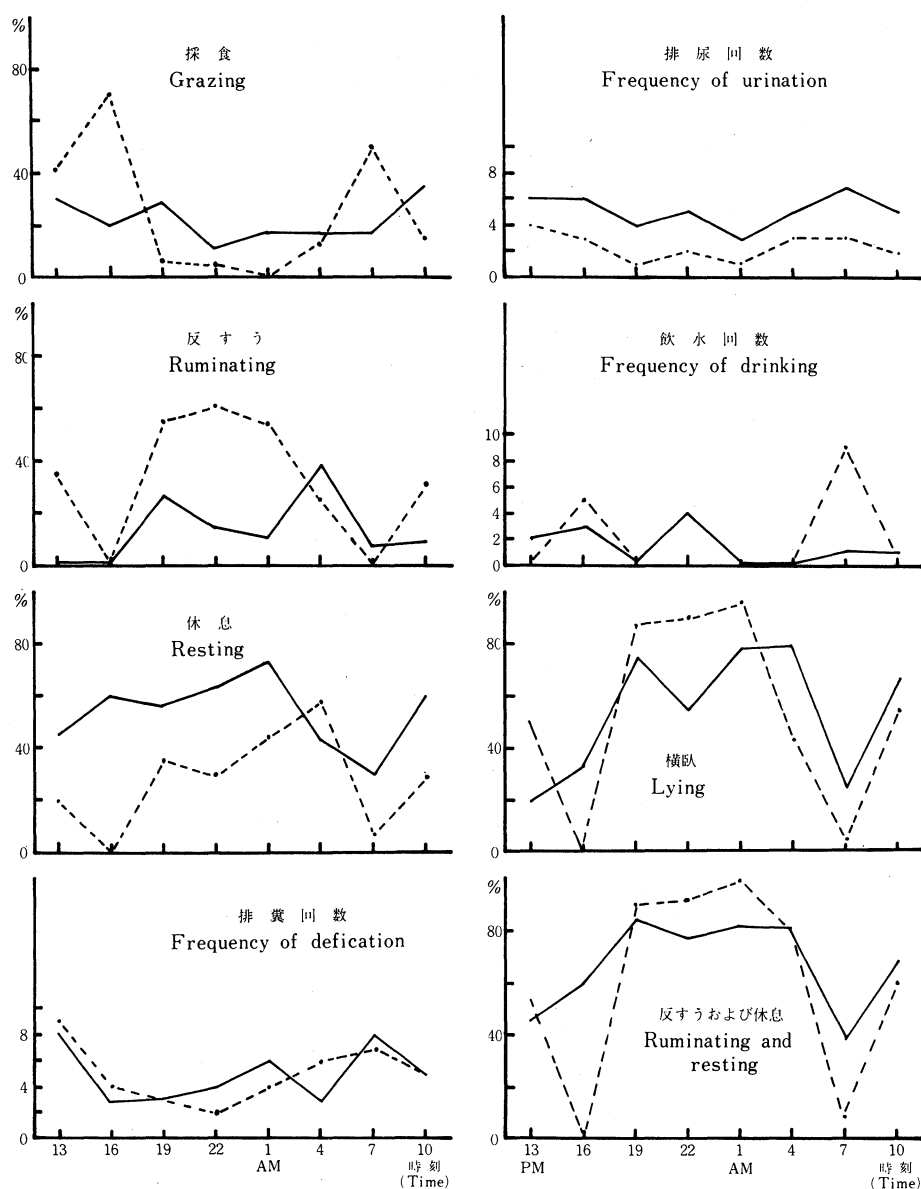 %
80
40
0
採食
Grazing
排尿回数
Frequency of urination
8
4
0
%
80
40
0
反すう
Ruminating
飲水回数
Frequency of drinking
10
8
6
4
2
0
%
80
40
0
休息
Resting
%
80
40
0
横臥
Lying
排糞回数
Frequency of defication
8
4
0
13 16 19 22 1 4 7 10
AM 時刻
(Time)
%
80
40
0
反すうおよび休息
Ruminating and
resting
13 16 19 22 1 4 7 10
PM AM 時刻
(Time)